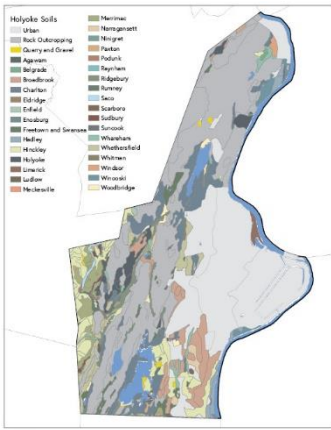 Holyoke Soils
Urban
Rock Outcropping
Quarry and Gravel
Agawam
Belgrade
Broadbrook
Charlton
Eldridge
Enfield
Enosburg
Freetown and Swansea
Hadley
Hinckley
Holyoke
Limerick
Ludlow
Meckesville
Merrimac
Narragansett
Ninigret
Paxton
Podunk
Raynham
Ridgebury
Rumney
Saco
Scarboro
Sudbury
Suncook
Whareham
Whethersfield
Whitman
Windsor
Winooski
Woodbridge